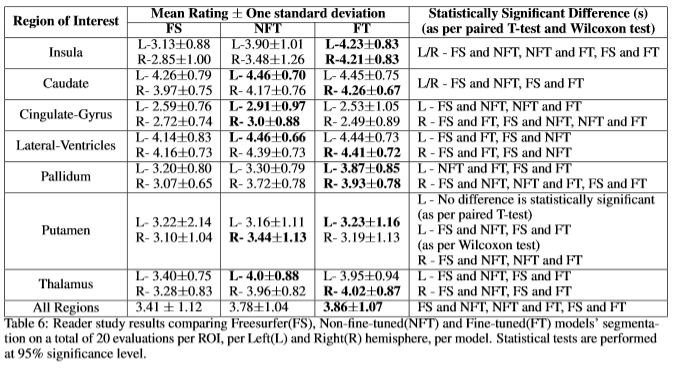 Region of Interest Mean Rating ± One standard deviation Statistically Significant Difference (s)
FS NFT FT (as per paired T-test and Wilcoxon test)
Insula L-3.13±0.88 L-3.90±1.01 L-4.23±0.83 L/R - FS and NFT, NFT and FT, FS and FT
R-2.85±1.00 R-3.48±1.26 R-4.21±0.83
Caudate L- 4.26±0.79 L- 4.46±0.70 L- 4.45±0.75 L/R - FS and NFT, FS and FT
R- 3.97±0.75 R- 4.17±0.76 R- 4.26±0.67
Cingulate-Gyrus L- 2.59±0.76 L- 2.91±0.97 L- 2.53±1.05 L - FS and NFT, NFT and FT
R- 2.72±0.74 R- 3.0±0.88 R- 2.49±0.89 R - FS and FT, FS and NFT, NFT and FT
Lateral-Ventricles L- 4.14±0.83 L- 4.46±0.66 L- 4.44±0.73 L - FS and FT, FS and NFT
R- 4.16±0.73 R- 4.39±0.73 R- 4.41±0.72 R - FS and FT, FS and NFT
Pallidum L- 3.20±0.80 L- 3.30±0.79 L- 3.87±0.85 L - NFT and FT, FS and FT
R- 3.07±0.65 R- 3.72±0.78 R- 3.93±0.78 R - FS and NFT, NFT and FT, FS and FT
Putamen L- 3.22±2.14 L- 3.16±1.11 L- 3.23±1.16 L - No difference is statistically significant
R- 3.10±1.04 R- 3.44±1.13 R- 3.19±1.13 (as per paired T-test)
L - FS and NFT, FS and FT
(as per Wilcoxon test)
R - FS and NFT, NFT and FT
Thalamus L- 3.40±0.75 L- 4.0±0.88 L- 3.95±0.94 L - FS and NFT, FS and FT
R- 3.28±0.83 R- 3.96±0.82 R- 4.02±0.87 R - FS and NFT, FS and FT
All Regions 3.41 ± 1.12 3.78±1.04 3.86±1.07 FS and NFT, NFT and FT, FS and FT
Table 6: Reader study results comparing Freesurfer(FS), Non-fine-tuned(NFT) and Fine-tuned(FT) models' segmenta-
tion on a total of 20 evaluations per ROI, per Left(L) and Right(R) hemisphere, per model. Statistical tests are performed
at 95% significance level.